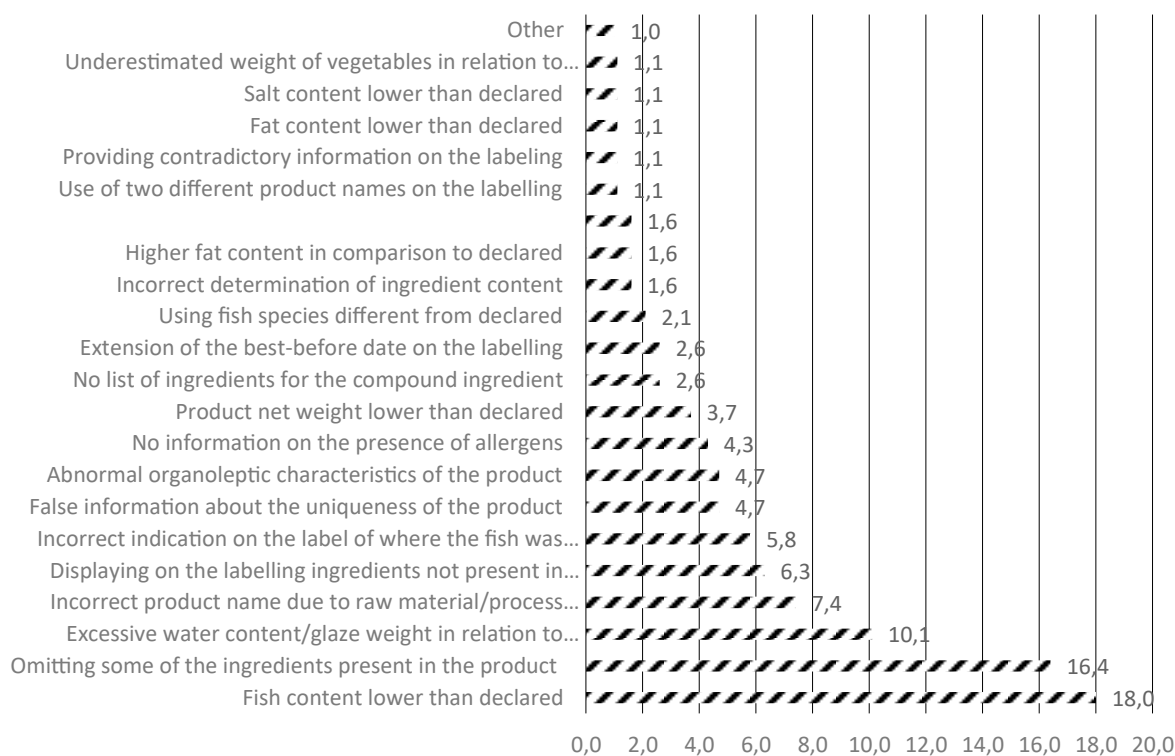 Other 1,0
Underestimated weight of vegetables in relation to... 1,1
Salt content lower than declared 1,1
Fat content lower than declared 1,1
Providing contradictory information on the labeling 1,1
Use of two different product names on the labelling 1,1
1,6
Higher fat content in comparison to declared 1,6
Incorrect determination of ingredient content 1,6
Using fish species different from declared 2,1
Extension of the best-before date on the labelling 2,6
No list of ingredients for the compound ingredient 2,6
Product net weight lower than declared 3,7
No information on the presence of allergens 4,3
Abnormal organoleptic characteristics of the product 4,7
False information about the uniqueness of the product 4,7
Incorrect indication on the label of where the fish was... 5,8
Displaying on the labelling ingredients not present in... 6,3
Incorrect product name due to raw material/process... 7,4
Excessive water content/glaze weight in relation to... 10,1
Omitting some of the ingredients present in the product 16,4
Fish content lower than declared 18,0
0,0 2,0 4,0 6,0 8,0 10,0 12,0 14,0 16,0 18,0 20,0